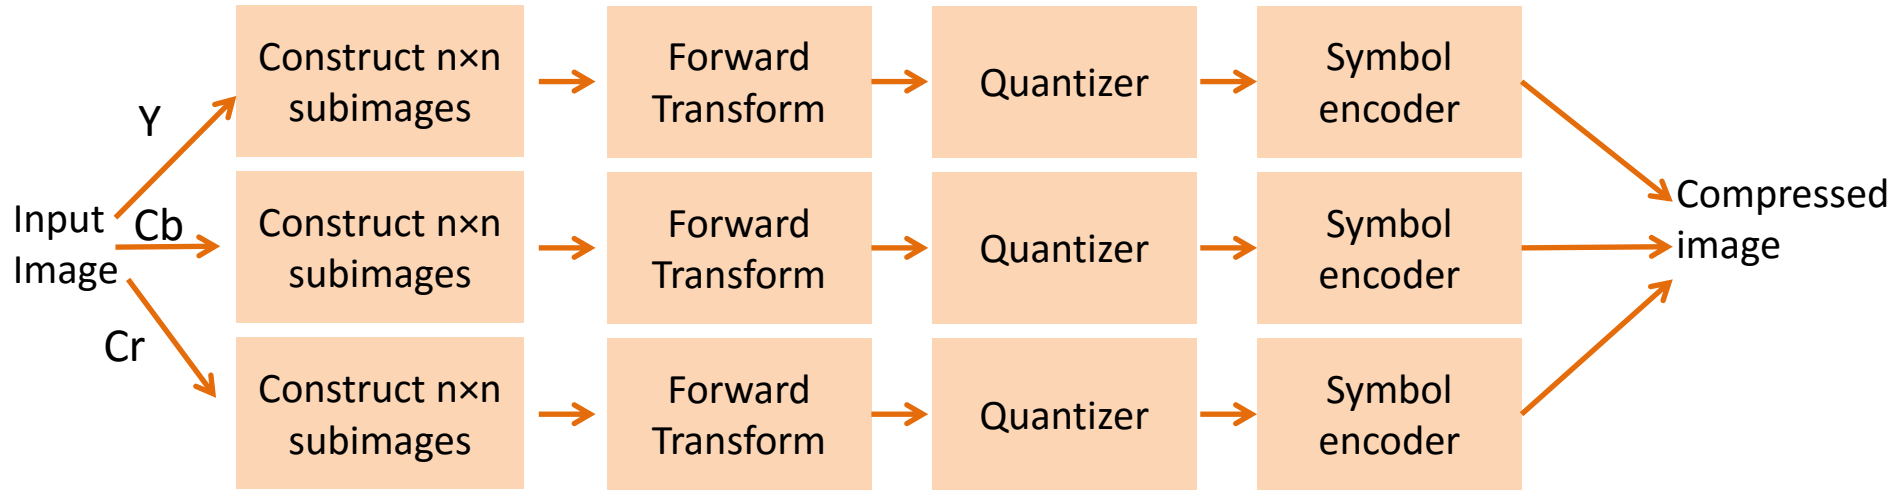 Input
Image
Y
Cb
Cr
Construct n×n
subimages
Forward
Transform
Quantizer
Symbol
encoder
Construct n×n
subimages
Forward
Transform
Quantizer
Symbol
encoder
Construct n×n
subimages
Forward
Transform
Quantizer
Symbol
encoder
Compressed
image